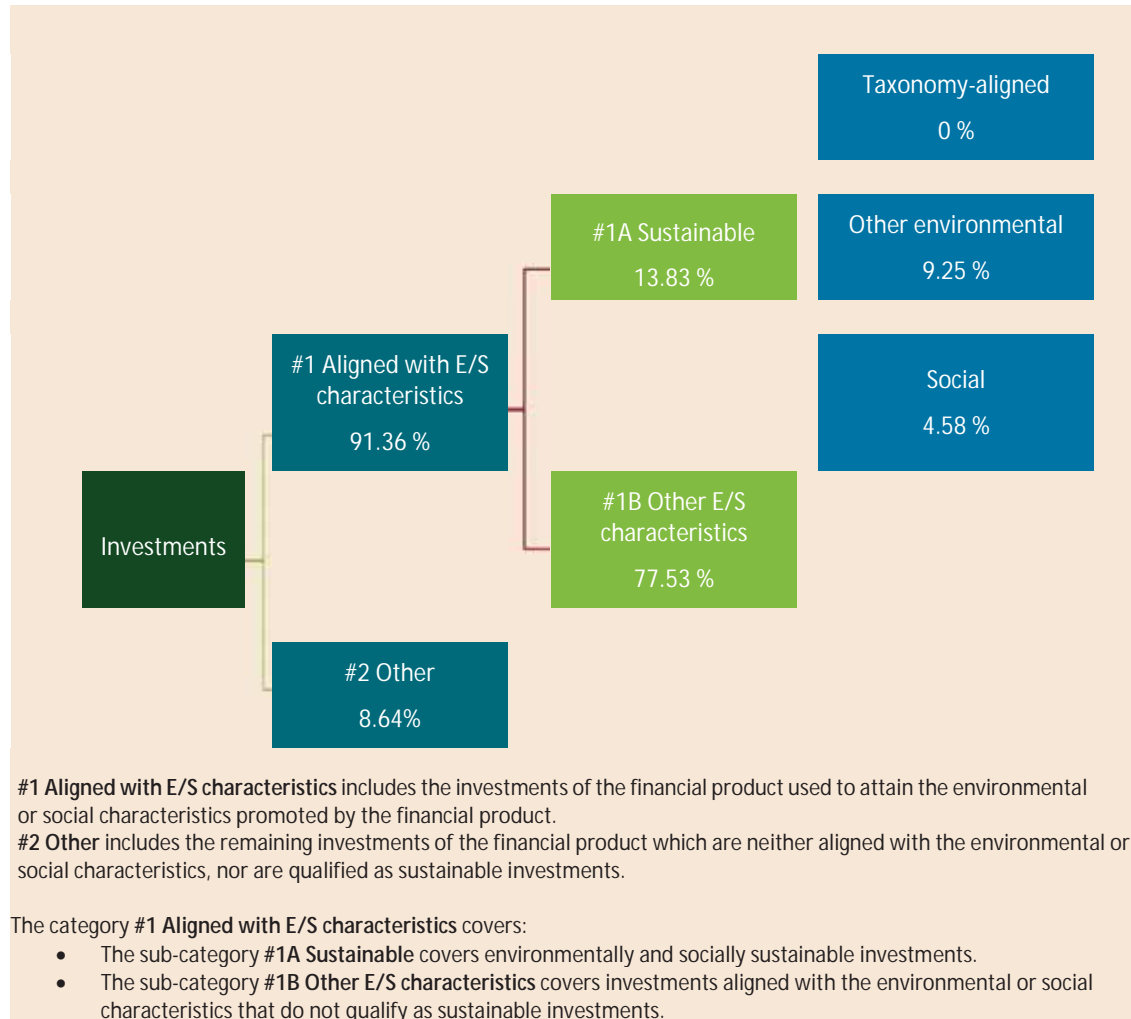 Taxonomy-aligned
0 %
#1A Sustainable
13.83 %
Other environmental
9.25 %
#1 Aligned with E/S
characteristics
91.36 %
Social
4.58 %
Investments
#1B Other E/S
characteristics
77.53 %
#2 Other
8.64%
#1 Aligned with E/S characteristics includes the investments of the financial product used to attain the environmental
or social characteristics promoted by the financial product.
#2 Other includes the remaining investments of the financial product which are neither aligned with the environmental or
social characteristics, nor are qualified as sustainable investments.
The category #1 Aligned with E/S characteristics covers:
• The sub-category #1A Sustainable covers environmentally and socially sustainable investments.
• The sub-category #1B Other E/S characteristics covers investments aligned with the environmental or social
characteristics that do not qualify as sustainable investments.